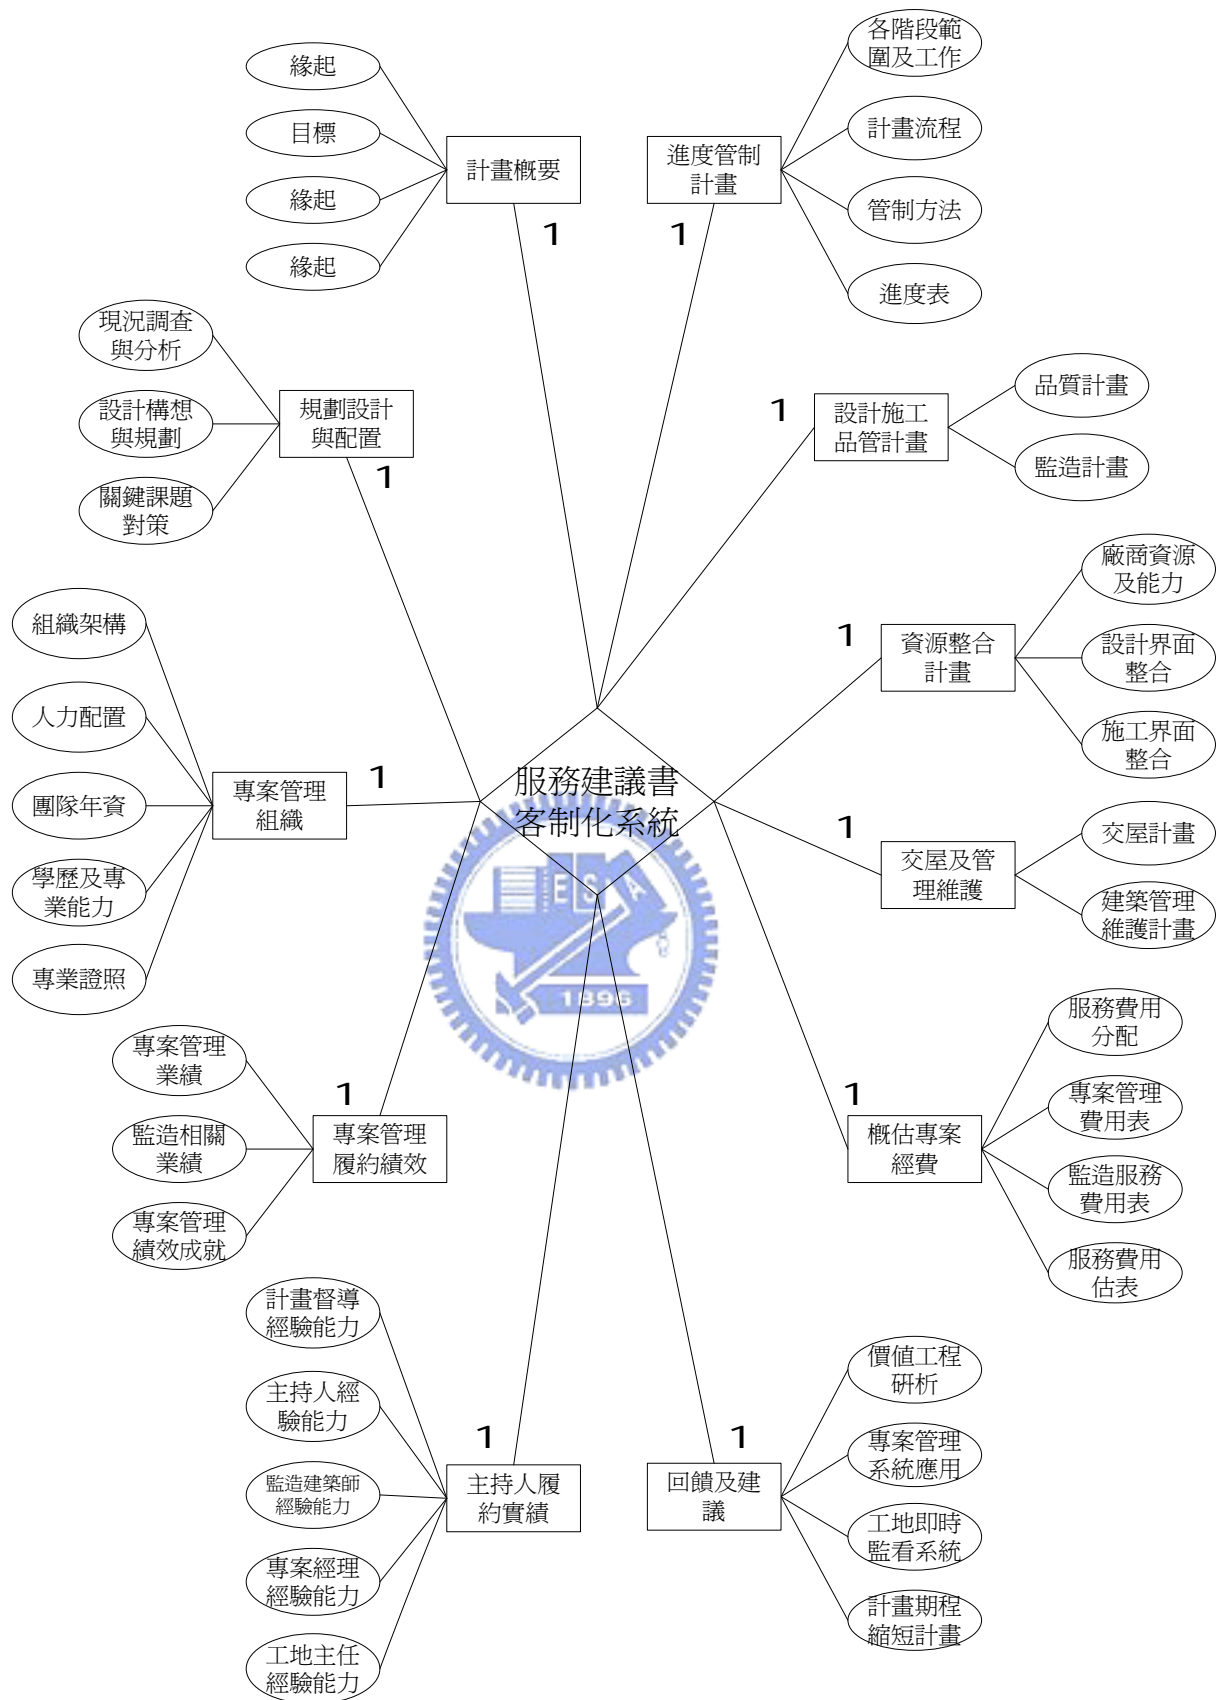 各階段範
圍及工作
緣起
目標
緣起
緣起
計畫概要
1
進度管制
計畫
1
計畫流程
管制方法
進度表
現況調查
與分析
設計構想
與規劃
關鍵課題
對策
規劃設計
與配置
1
1
設計施工
品管計畫
品質計畫
監造計畫
組織架構
人力配置
團隊年資
學歷及專
業能力
專業證照
專案管理
組織
1
服務建議書
客制化系統
1
資源整合
計畫
廠商資源
及能力
設計界面
整合
施工界面
整合
1
交屋及管
理維護
交屋計畫
建築管理
維護計畫
E S A
1896
專案管理
業績
監造相關
業績
專案管理
績效成就
1
專案管理
履約績效
1
概估專案
經費
服務費用
分配
專案管理
費用表
監造服務
費用表
服務費用
估表
計畫督導
經驗能力
主持人經
驗能力
監造建築師
經驗能力
專案經理
經驗能力
工地主任
經驗能力
1
主持人履
約實績
1
回饋及建
議
價值工程
研析
專案管理
系統應用
工地即時
監看系統
計畫期程
縮短計畫